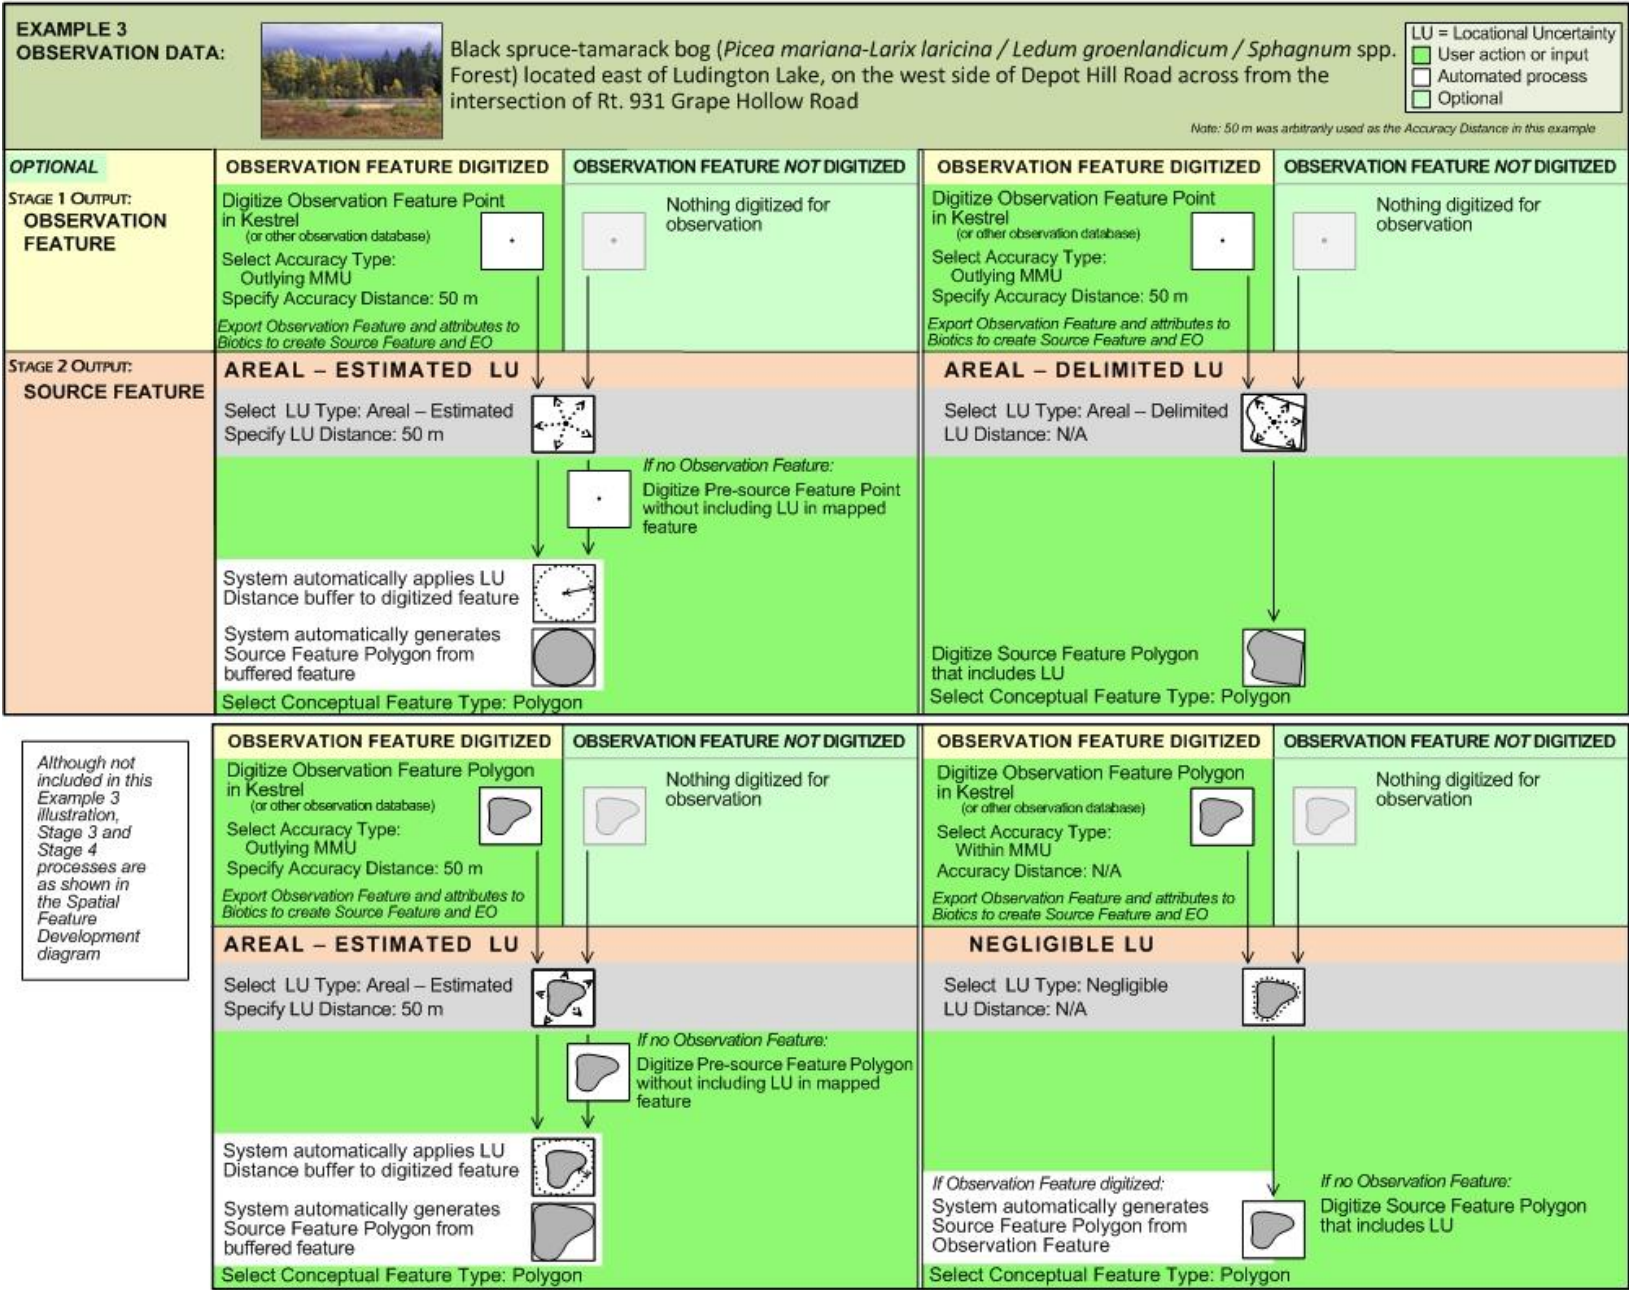 EXAMPLE 3
OBSERVATION DATA:
Black spruce-tamarack bog (Picea mariana-Larix laricina / Ledum groenlandicum / Sphagnum spp.
Forest) located east of Ludington Lake, on the west side of Depot Hill Road across from the
intersection of Rt. 931 Grape Hollow Road
LU = Locational Uncertainty
User action or input
Automated process
Optional
Note: 50 m was arbitrarily used as the Accuracy Distance in this example
OPTIONAL
STAGE 1 OUTPUT:
OBSERVATION
FEATURE
OBSERVATION FEATURE DIGITIZED
Digitize Observation Feature Point
in Kestrel
(or other observation database)
Select Accuracy Type:
Outlying MMU
Specify Accuracy Distance: 50 m
Export Observation Feature and attributes to
Biotics to create Source Feature and EO
OBSERVATION FEATURE NOT DIGITIZED
Nothing digitized for
observation
OBSERVATION FEATURE DIGITIZED
Digitize Observation Feature Point
in Kestrel
(or other observation database)
Select Accuracy Type:
Outlying MMU
Specify Accuracy Distance: 50 m
Export Observation Feature and attributes to
Biotics to create Source Feature and EO
OBSERVATION FEATURE NOT DIGITIZED
Nothing digitized for
observation
STAGE 2 OUTPUT:
SOURCE FEATURE
AREAL – ESTIMATED LU
Select LU Type: Areal – Estimated
Specify LU Distance: 50 m
If no Observation Feature:
Digitize Pre-source Feature Point
without including LU in mapped
feature
System automatically applies LU
Distance buffer to digitized feature
System automatically generates
Source Feature Polygon from
buffered feature
Select Conceptual Feature Type: Polygon
AREAL – DELIMITED LU
Select LU Type: Areal – Delimited
LU Distance: N/A
Digitize Source Feature Polygon
that includes LU
Select Conceptual Feature Type: Polygon
Although not
included in this
Example 3
illustration,
Stage 3 and
Stage 4
processes are
as shown in
the Spatial
Feature
Development
diagram
OBSERVATION FEATURE DIGITIZED
Digitize Observation Feature Polygon
in Kestrel
(or other observation database)
Select Accuracy Type:
Outlying MMU
Specify Accuracy Distance: 50 m
Export Observation Feature and attributes to
Biotics to create Source Feature and EO
OBSERVATION FEATURE NOT DIGITIZED
Nothing digitized for
observation
OBSERVATION FEATURE DIGITIZED
Digitize Observation Feature Polygon
in Kestrel
(or other observation database)
Select Accuracy Type:
Within MMU
Accuracy Distance: N/A
Export Observation Feature and attributes to
Biotics to create Source Feature and EO
OBSERVATION FEATURE NOT DIGITIZED
Nothing digitized for
observation
AREAL – ESTIMATED LU
Select LU Type: Areal – Estimated
Specify LU Distance: 50 m
If no Observation Feature:
Digitize Pre-source Feature Polygon
without including LU in mapped
feature
System automatically applies LU
Distance buffer to digitized feature
System automatically generates
Source Feature Polygon from
buffered feature
Select Conceptual Feature Type: Polygon
NEGLIGIBLE LU
Select LU Type: Negligible
LU Distance: N/A
If Observation Feature digitized:
System automatically generates
Source Feature Polygon from
Observation Feature
If no Observation Feature:
Digitize Source Feature Polygon
that includes LU
Select Conceptual Feature Type: Polygon